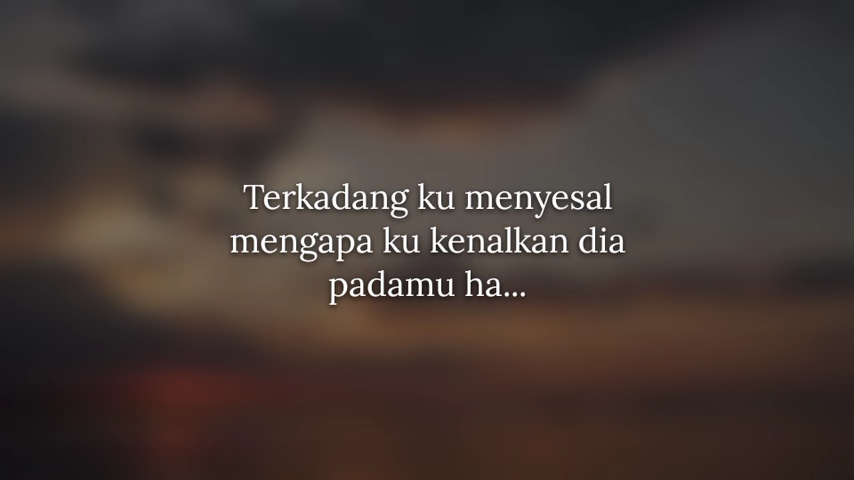 Terkadang ku menyesal
mengapa ku kenalkan dia
padamu ha...